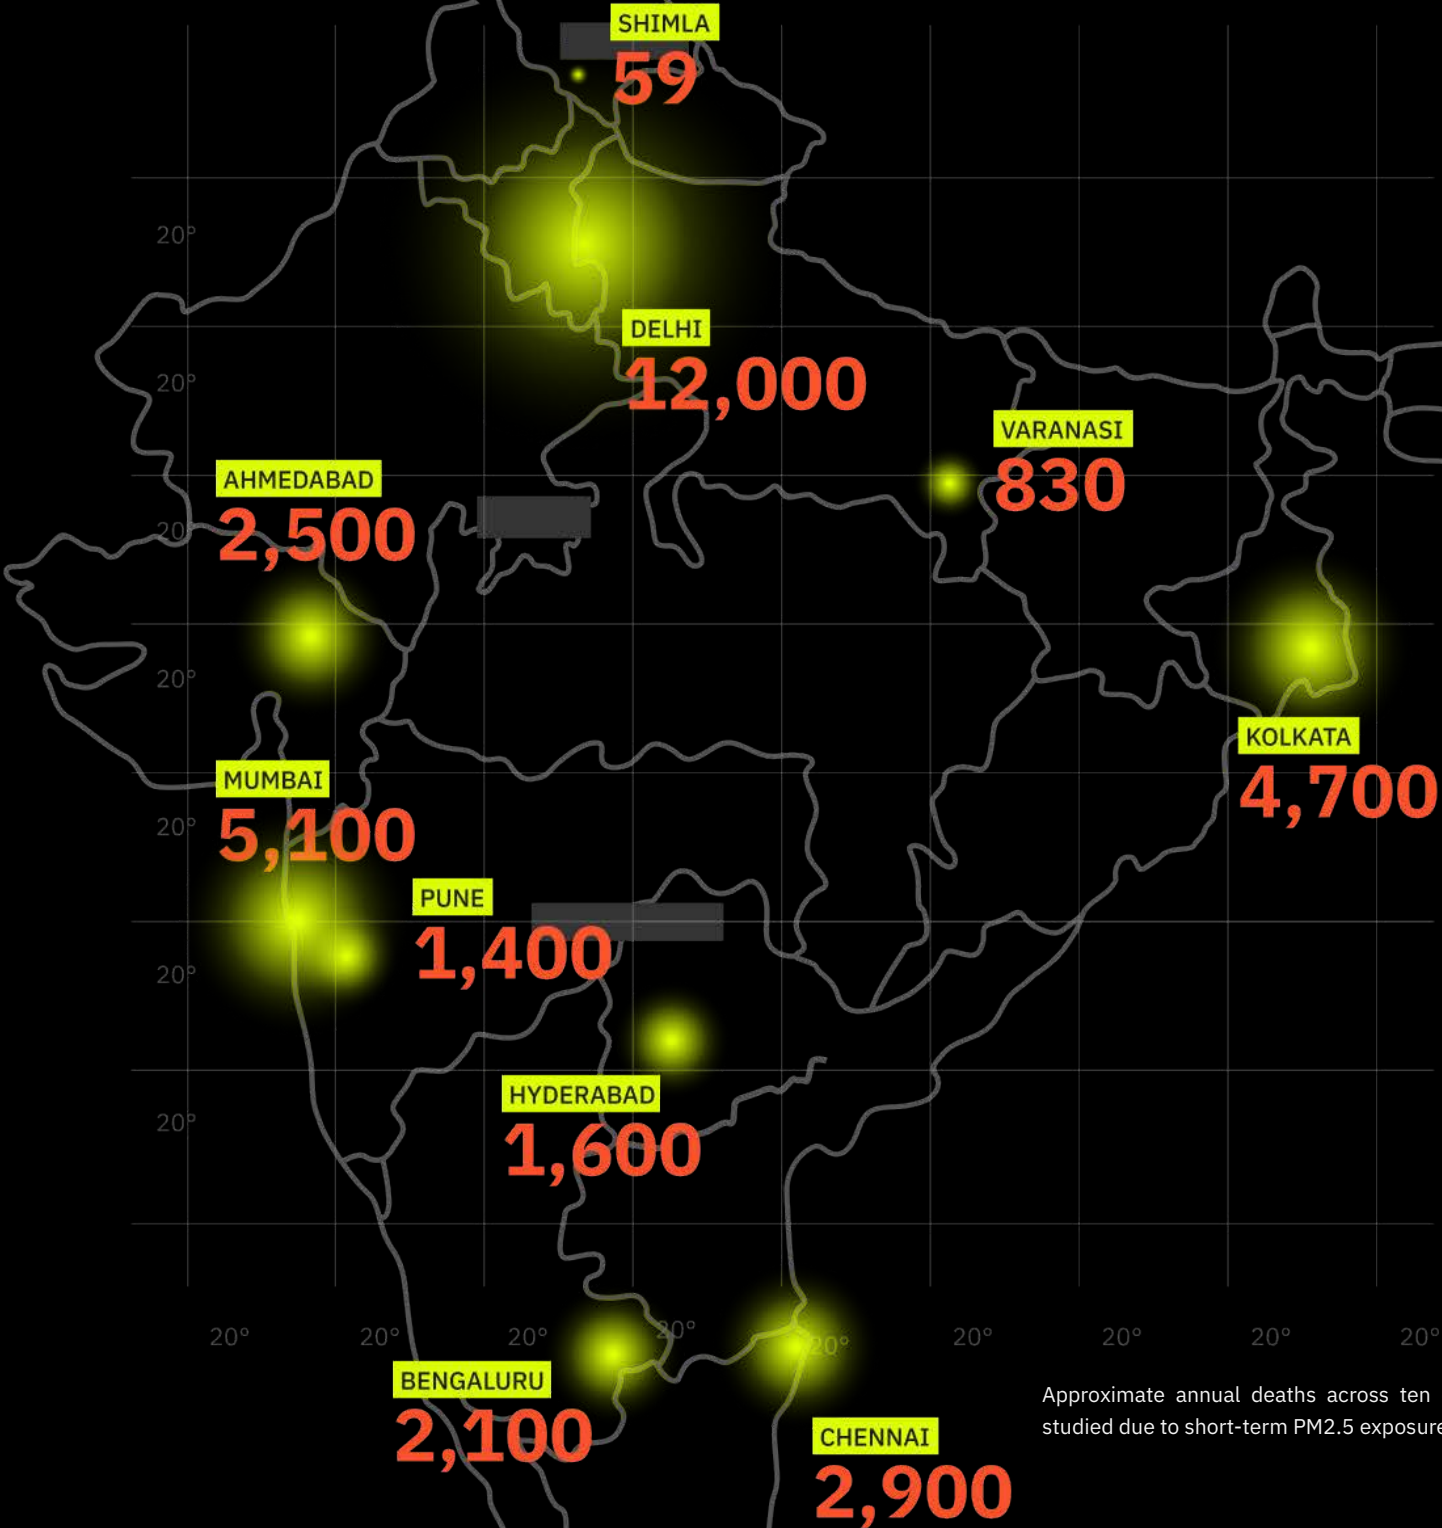 SHIMLA
59
20°
DELHI
12,000
20°
VARANASI
830
AHMEDABAD
2,500
20°
20°
KOLKATA
4,700
MUMBAI
5,100
20°
PUNE
1,400
20°
HYDERABAD
1,600
20°
20°
20°
20°
20°
20°
20°
20°
20°
20°
BENGALURU
2,100
Approximate annual deaths across ten
studied due to short-term PM2.5 exposure
CHENNAI
2,900